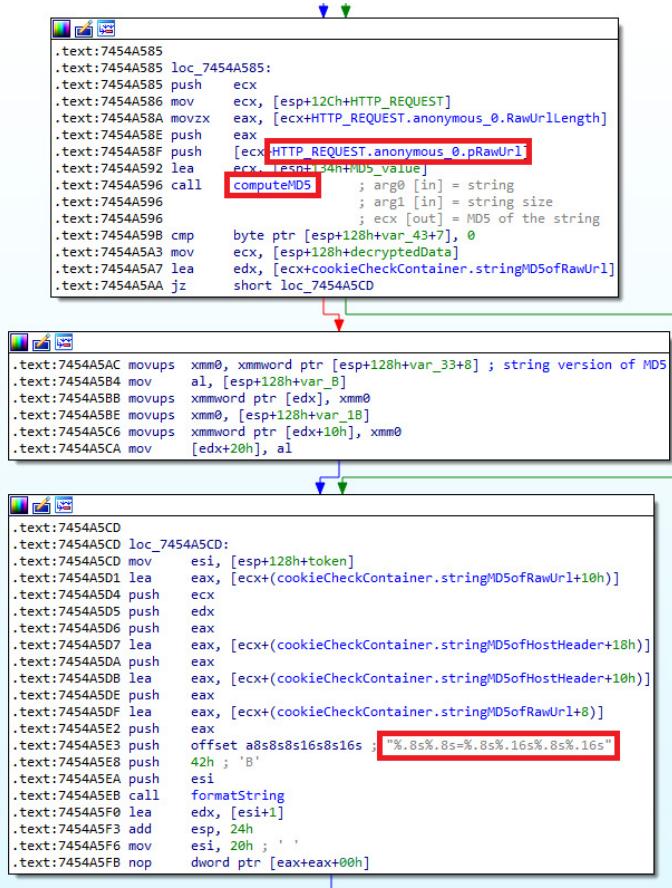 .text:7454A585
.text:7454A585 loc_7454A585:
.text:7454A585 push ecx
.text:7454A586 mov ecx, [esp+12Ch+HTTP_REQUEST]
.text:7454A58A movzx eax, [ecx+HTTP_REQUEST.anonymous_0.RawUrlLength]
.text:7454A58E push eax
.text:7454A58F push [ecx+HTTP_REQUEST.anonymous_0.pRawUrl]
.text:7454A592 lea ecx, [esp+134h+MD5_value]
.text:7454A596 call computeMD5 ; arg0 [in] = string
.text:7454A596 ; arg1 [in] = string size
.text:7454A596 ; ecx [out] = MD5 of the string
.text:7454A59B cmp byte ptr [esp+128h+var_43+7], 0
.text:7454A5A3 mov ecx, [esp+128h+decryptedData]
.text:7454A5A7 lea edx, [ecx+cookieCheckContainer.stringMD5ofRawUrl]
.text:7454A5AA jz short loc_7454A5CD
.text:7454A5AC movups xmm0, xmmword ptr [esp+128h+var_33+8] ; string version of MD5
.text:7454A5B4 mov al, [esp+128h+var_B]
.text:7454A5BB movups xmmword ptr [edx], xmm0
.text:7454A5BE movups xmm0, [esp+128h+var_1B]
.text:7454A5C6 movups xmmword ptr [edx+10h], xmm0
.text:7454A5CA mov [edx+20h], al
.text:7454A5CD
.text:7454A5CD loc_7454A5CD:
.text:7454A5CD mov esi, [esp+128h+token]
.text:7454A5D1 lea eax, [ecx+(cookieCheckContainer.stringMD5ofRawUrl+10h)]
.text:7454A5D4 push ecx
.text:7454A5D5 push edx
.text:7454A5D6 push eax
.text:7454A5D7 lea eax, [ecx+(cookieCheckContainer.stringMD5ofHostHeader+18h)]
.text:7454A5DA push eax
.text:7454A5DB lea eax, [ecx+(cookieCheckContainer.stringMD5ofHostHeader+10h)]
.text:7454A5DE push eax
.text:7454A5DF lea eax, [ecx+(cookieCheckContainer.stringMD5ofRawUrl+8)]
.text:7454A5E2 push eax
.text:7454A5E3 push offset a8s8s8s16s8s16s ; "%.8s%.8s=%.8s%.16s%.8s%.16s"
.text:7454A5E8 push 42h ; 'B'
.text:7454A5EA push esi
.text:7454A5EB call formatString
.text:7454A5F0 lea edx, [esi+1]
.text:7454A5F3 add esp, 24h
.text:7454A5F6 mov esi, 20h ; ' '
.text:7454A5FB nop dword ptr [eax+eax+00h]